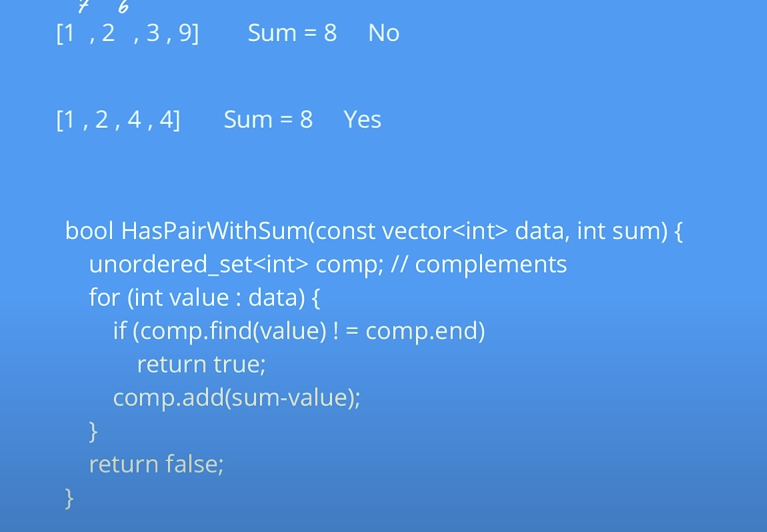 7 6
[1 , 2 , 3 , 9] Sum = 8 No
[1 , 2 , 4 , 4] Sum = 8 Yes
bool HasPairWithSum(const vector<int> data, int sum) {
unordered_set<int> comp; // complements
for (int value : data) {
if (comp.find(value) ! = comp.end)
return true;
comp.add(sum-value);
}
return false;
}